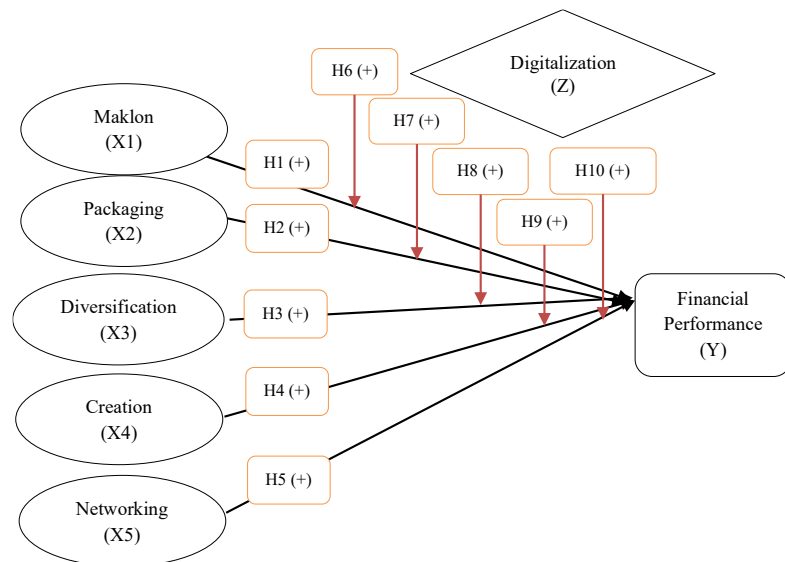 Digitalization
(Z)
H6 (+)
H7 (+)
H8 (+)
H10 (+)
H9 (+)
Maklon
(X1)
H1 (+)
Packaging
(X2)
H2 (+)
Diversification
(X3)
H3 (+)
Creation
(X4)
H4 (+)
Networking
(X5)
H5 (+)
Financial
Performance
(Y)